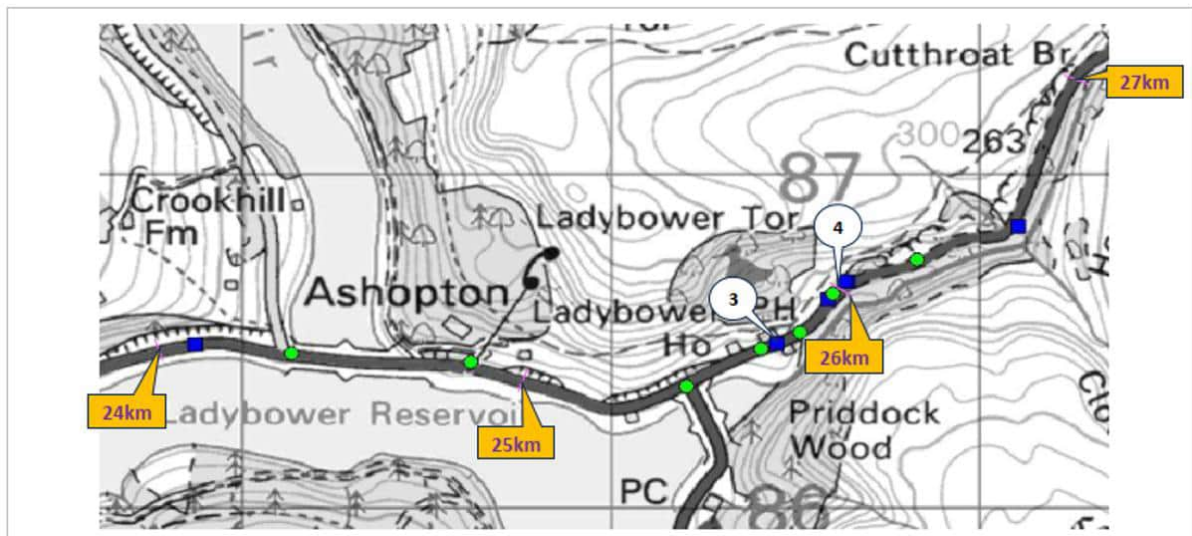 Cutthroat Br.
27km
300
263
87
Crookhill
Fm
Ladybower Tor
4
Ashopton
3
Ladybower PH
Ho
26km
24km
Ladybower Reservoi
25km
Priddock
Wood
PC
86